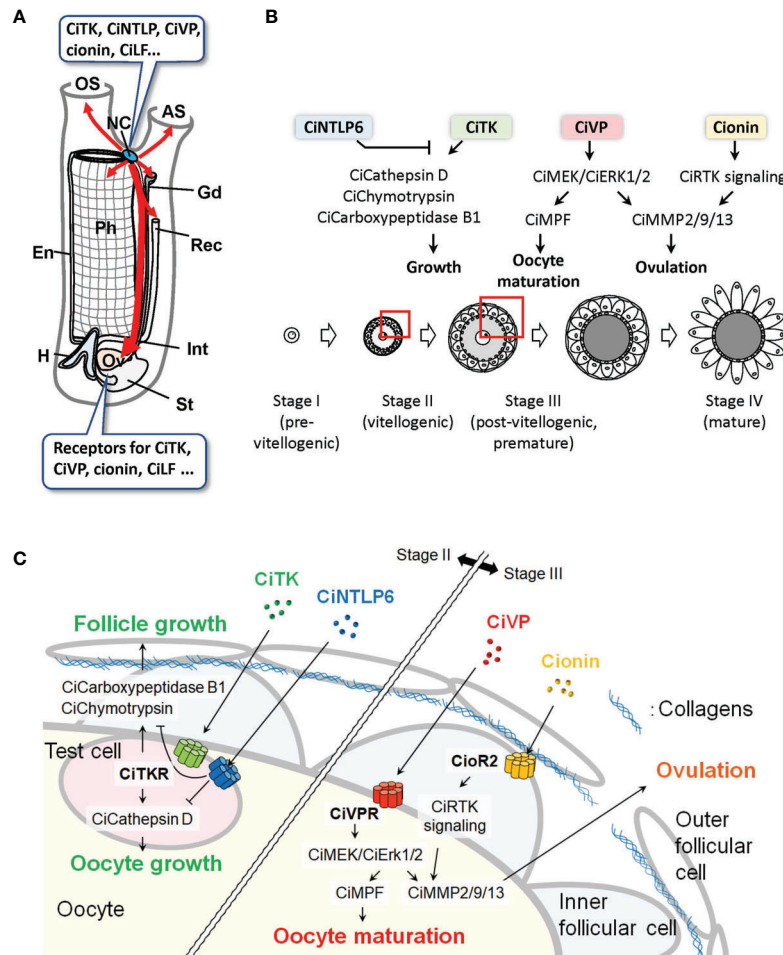 A
CiTK, CiNTLP, CiVP,
cionin, CiLF...
OS
AS
NC
Gd
Ph
Rec
En
Int
H
Ov
St
Receptors for CiTK,
CiVP, cionin, CiLF ...
B
CiNTLP6
CiTK
CiVP
Cionin
CiCathepsin D
CiChymotrypsin
CiCarboxypeptidase B1
CiMEK/CiERK1/2
CiRTK signaling
CiMPF
CiMMP2/9/13
Growth
Oocyte
maturation
Ovulation
Stage I
(pre-
vitellogenic)
Stage II
(vitellogenic)
Stage III
(post-vitellogenic,
premature)
Stage IV
(mature)
C
Stage II
Stage III
CiTK
CiNTLP6
CiVP
Cionin
Follicle growth
: Collagens
CiCarboxypeptidase B1
CiChymotrypsin
Test cell
CiTKR
CiCathepsin D
Oocyte growth
Oocyte
CioR2
CiRTK
signaling
CiVPR
CiMEK/CiErk1/2
CiMPF
CiMMP2/9/13
Oocyte maturation
Ovulation
Outer
follicular
cell
Inner
follicular cell